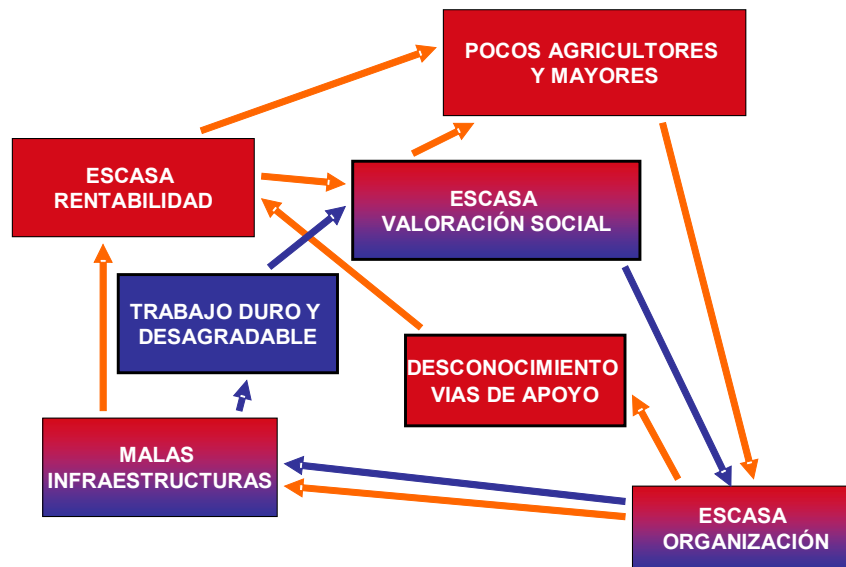 POCOS AGRICULTORES
Y MAYORES
ESCASA
RENTABILIDAD
ESCASA
VALORACIÓN SOCIAL
TRABAJO DURO Y
DESAGRADABLE
DESCONOCIMIENTO
VIAS DE APOYO
MALAS
INFRAESTRUCTURAS
ESCASA
ORGANIZACIÓN